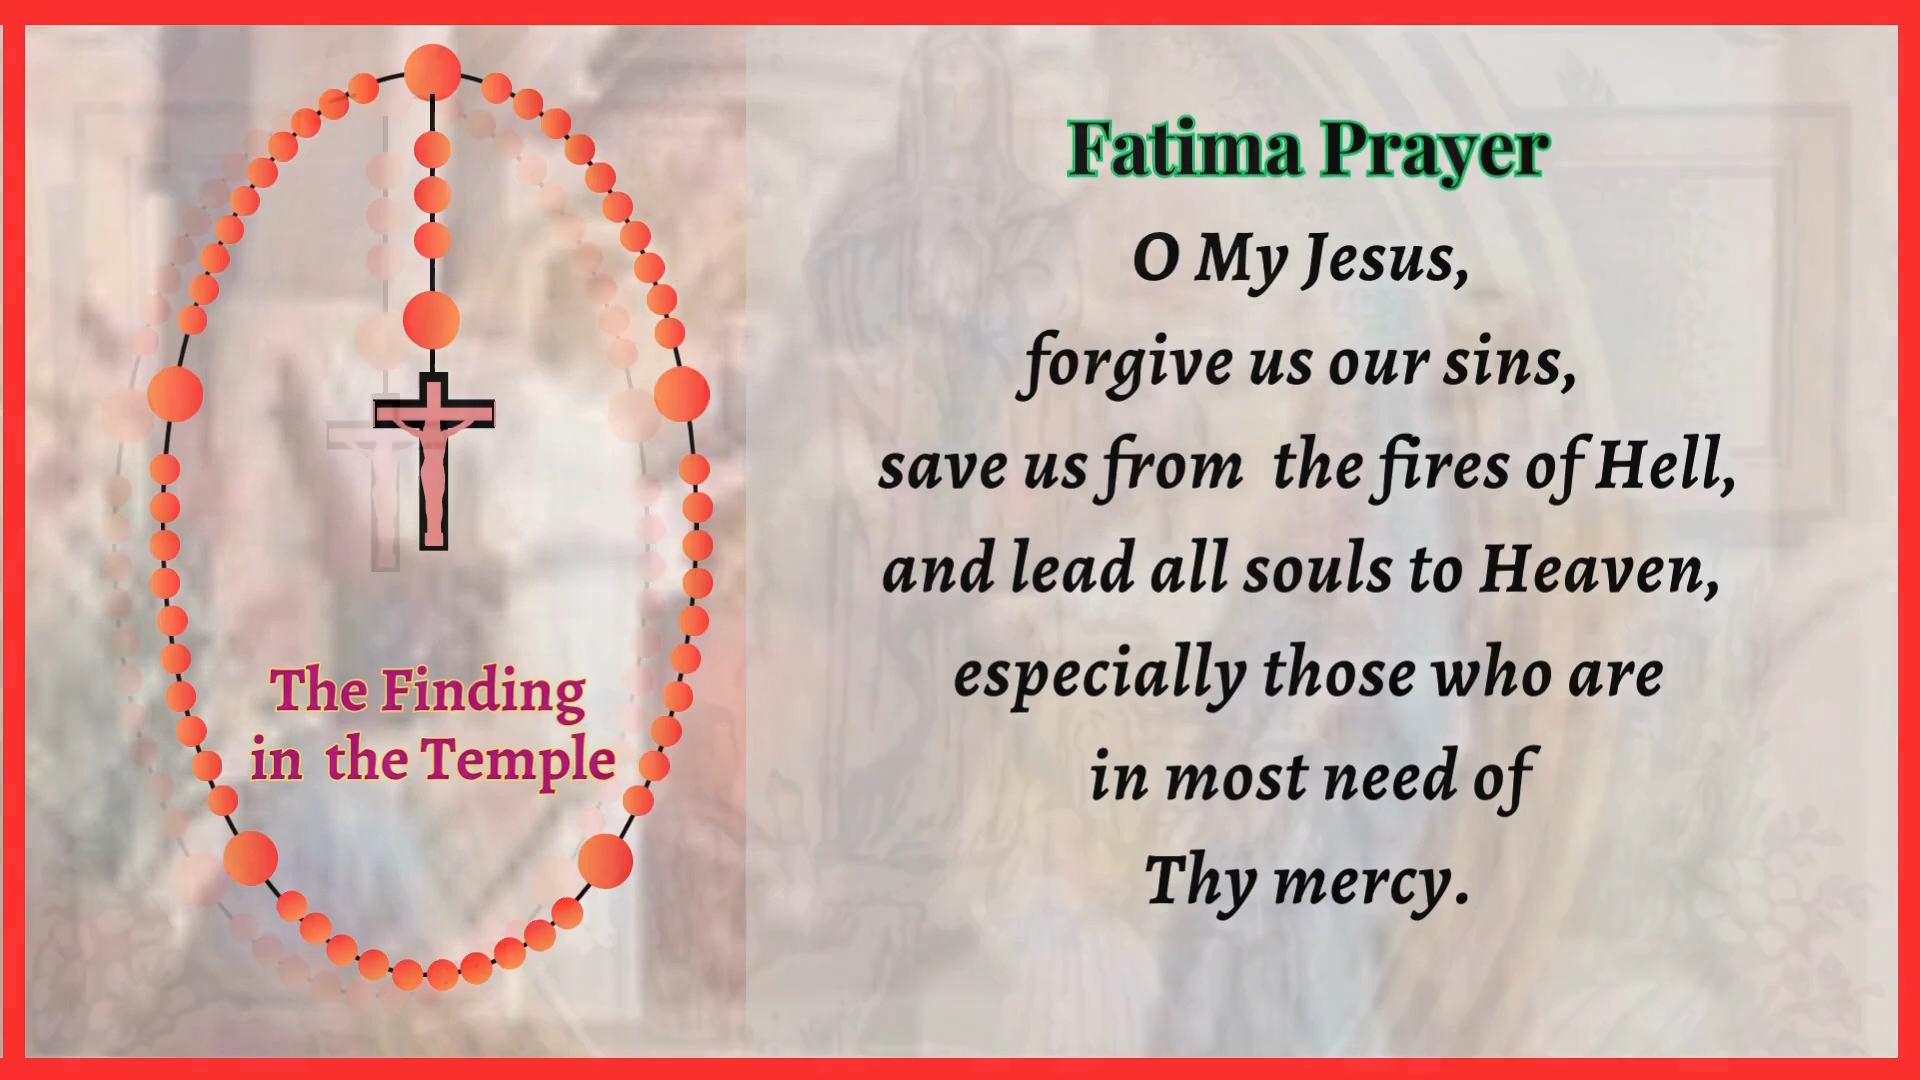 The Finding
in the Temple
Fatima Prayer
O My Jesus,
forgive us our sins,
save us from the fires of Hell,
and lead all souls to Heaven,
especially those who are
in most need of
Thy mercy.